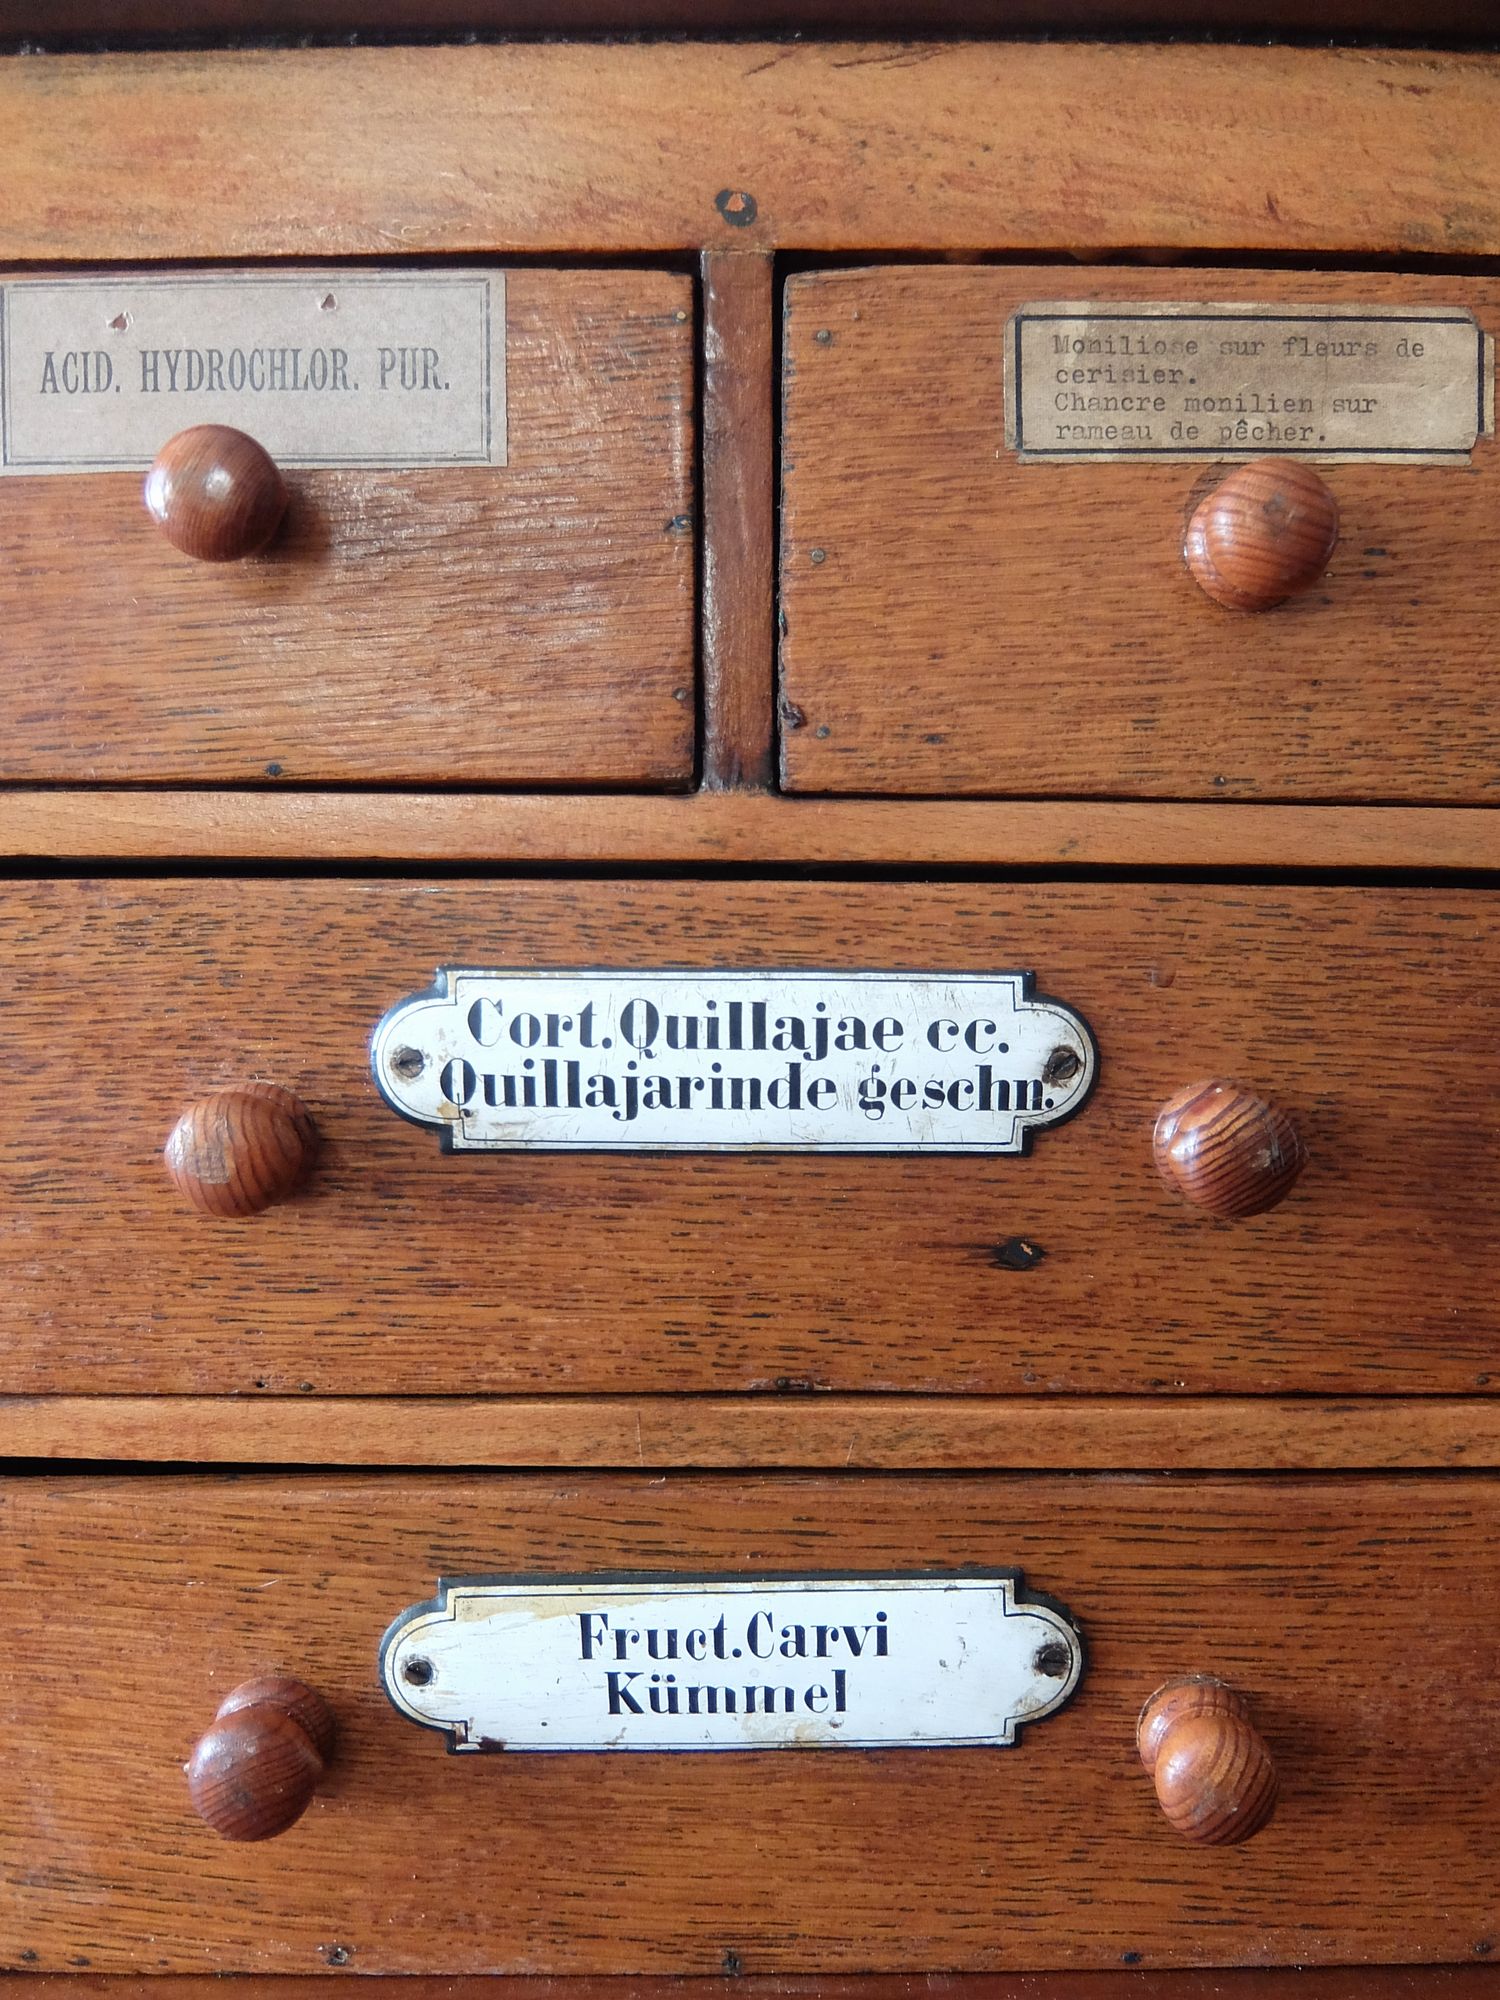 ACID. HYDROCHLOR. PUR.
Moniliose sur fleurs de
cerisier.
Chancre monilien sur
rameau de pêcher.
Cort.Quillajae cc.
Quillajarinde geschn.
Fruct.Carvi
Kümmel